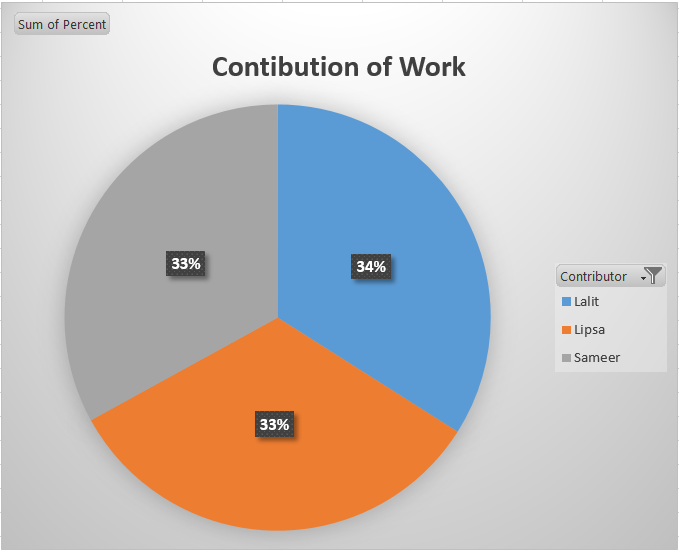 Sum of Percent
Contibution of Work
33%
34%
33%
Contributor
Lalit
Lipsa
Sameer